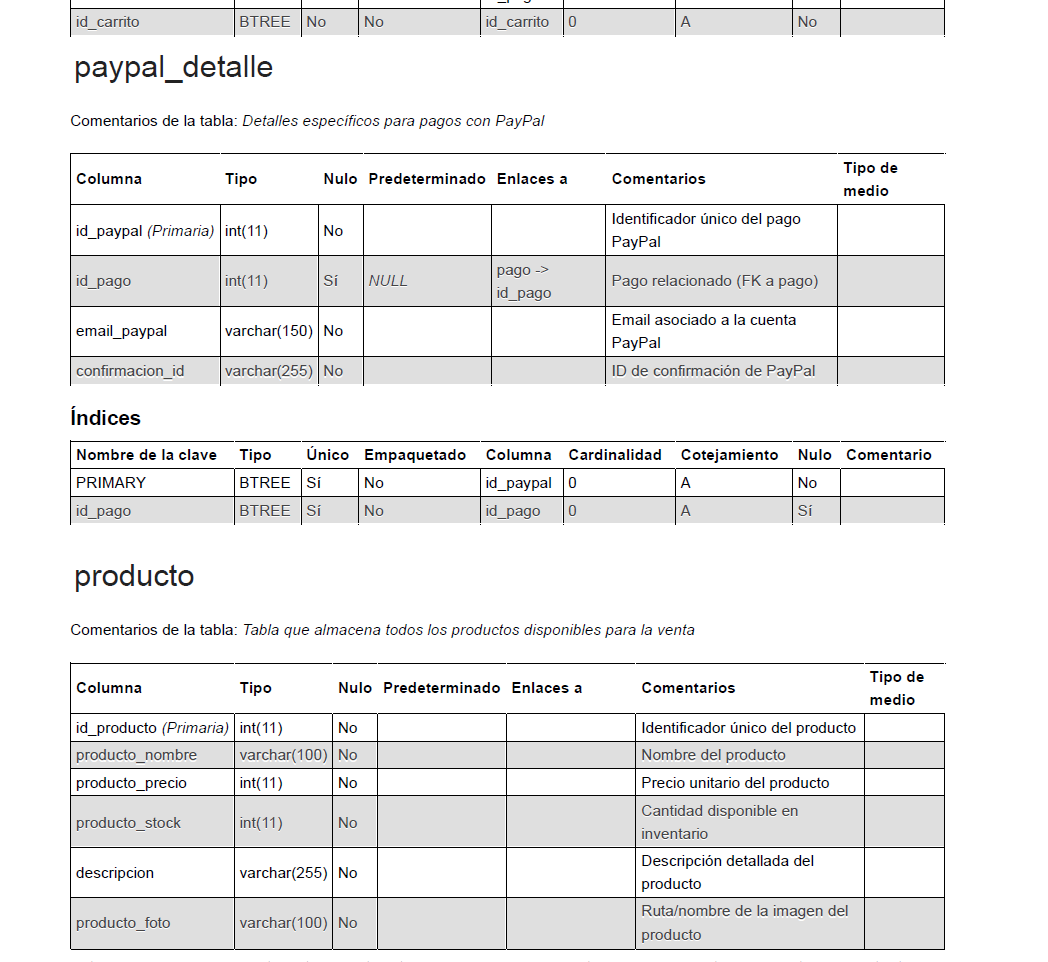 id_carrito BTREE No No id_carrito 0 A No
paypal_detalle
Comentarios de la tabla: Detalles específicos para pagos con PayPal
Columna Tipo Nulo Predeterminado Enlaces a Comentarios Tipo de medio
id_paypal (Primaria) int(11) No Identificador único del pago PayPal
id_pago int(11) Sí NULL pago -> id_pago Pago relacionado (FK a pago)
email_paypal varchar(150) No Email asociado a la cuenta PayPal
confirmacion_id varchar(255) No ID de confirmación de PayPal
Índices
Nombre de la clave Tipo Único Empaquetado Columna Cardinalidad Cotejamiento Nulo Comentario
PRIMARY BTREE Sí No id_paypal 0 A No
id_pago BTREE Sí No id_pago 0 A Sí
producto
Comentarios de la tabla: Tabla que almacena todos los productos disponibles para la venta
Columna Tipo Nulo Predeterminado Enlaces a Comentarios Tipo de medio
id_producto (Primaria) int(11) No Identificador único del producto
producto_nombre varchar(100) No Nombre del producto
producto_precio int(11) No Precio unitario del producto
producto_stock int(11) No Cantidad disponible en inventario
descripcion varchar(255) No Descripción detallada del producto
producto_foto varchar(100) No Ruta/nombre de la imagen del producto